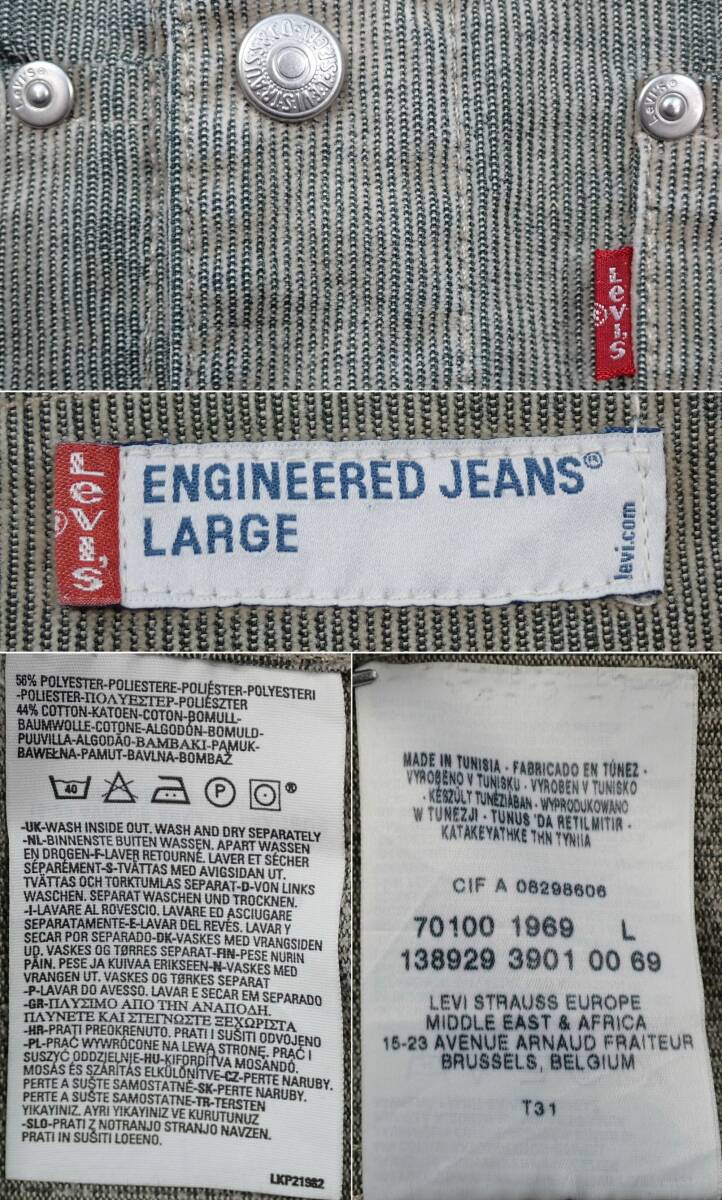 Levi's®
LEVI STRAUSS & CO.
Levi's®
Levi's
®
Levi's
®
ENGINEERED JEANS®
LARGE
levi.com
56% POLYESTER-POLIESTERE-POLIÉSTER-POLYESTERI
-POLIESTER-ΠΟΛΥΕΣΤΕΡ-POLIÉSZTER
44% COTTON-KATOEN-COTON-BOMULL-
BAUMWOLLE-COTONE-ALGODÓN-BOMULD-
PUUVILLA-ALGODÃO-ΒΑΜΒΑΚΙ-PAMUK-
BAWEŁNA-PAMUT-BAVLNA-BOMBAŽ
40 P ®
-UK-WASH INSIDE OUT. WASH AND DRY SEPARATELY
-NL-BINNENSTE BUITEN WASSEN. APART WASSEN
EN DROGEN-F-LAVER RETOURNÉ. LAVER ET SÉCHER
SÉPARÉMENT-S-TVÄTTAS MED AVIGSIDAN UT.
TVÄTTAS OCH TORKTUMLAS SEPARAT-D-VON LINKS
WASCHEN. SEPARAT WASCHEN UND TROCKNEN.
-I-LAVARE AL ROVESCIO. LAVARE ED ASCIUGARE
SEPARATAMENTE-E-LAVAR DEL REVÉS. LAVAR Y
SECAR POR SEPARADO-DK-VASKES MED VRANGSIDEN
UD. VASKES OG TØRRES SEPARAT-FIN-PESE NURIN
PÄIN. PESE JA KUIVAA ERIKSEEN-N-VASKES MED
VRANGEN UT. VASKES OG TØRKES SEPARAT
-P-LAVAR DO AVESSO. LAVAR E SECAR EM SEPARADO
-GR-ΠΛΥΣΙΜΟ ΑΠΟ ΤΗΝ ΑΝΑΠΟΔΗ.
ΠΛΥΝΕΤΕ ΚΑΙ ΣΤΕΓΝΩΣΤΕ ΞΕΧΩΡΙΣΤΑ
-HR-PRATI PREOKRENUTO. PRATI I SUŠITI ODVOJENO
-PL-PRAĆ WYWRÓCONE NA LEWĄ STRONĘ. PRAĆ I
SUSZYĆ ODDZIELNIE-HU-KIFORDÍTVA MOSANDÓ.
MOSÁS ÉS SZÁRÍTÁS ELKÜLÖNÍTVE-CZ-PERTE NARUBY.
PERTE A SUŠTE SAMOSTATNĚ-SK-PERTE NARUBY.
PERTE A SUŠTE SAMOSTATNE-TR-TERSTEN
YIKAYINIZ. AYRI YIKAYINIZ VE KURUTUNUZ
-SLO-PRATI Z NOTRANJO STRANJO NAVZEN.
PRATI IN SUŠITI LOEENO.
LKP21982
MADE IN TUNISIA - FABRICADO EN TÚNEZ -
VYROBENO V TUNISKU - VYROBEN V TUNISKO
- KÉSZÜLT TUNÉZIÁBAN - WYPRODUKOWANO
W TUNEZJI - TUNUS 'DA RETILMITIR -
KATAKEYATHKE THN TYNIIA
CIF A 08298606
70100 1969 L
138929 3901 00 69
LEVI STRAUSS EUROPE
MIDDLE EAST & AFRICA
15-23 AVENUE ARNAUD FRAITEUR
BRUSSELS, BELGIUM
T31